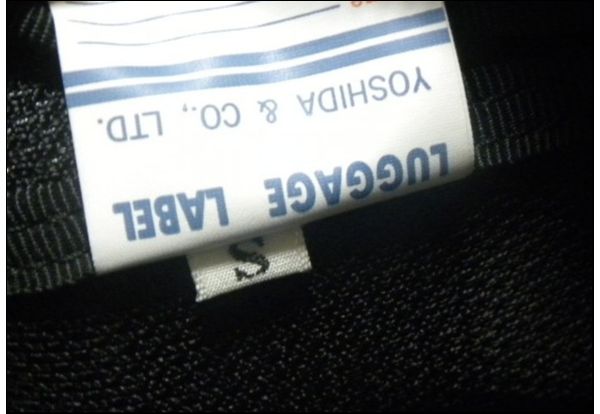 S
LUGGAGE LABEL
YOSHIDA & CO., LTD.